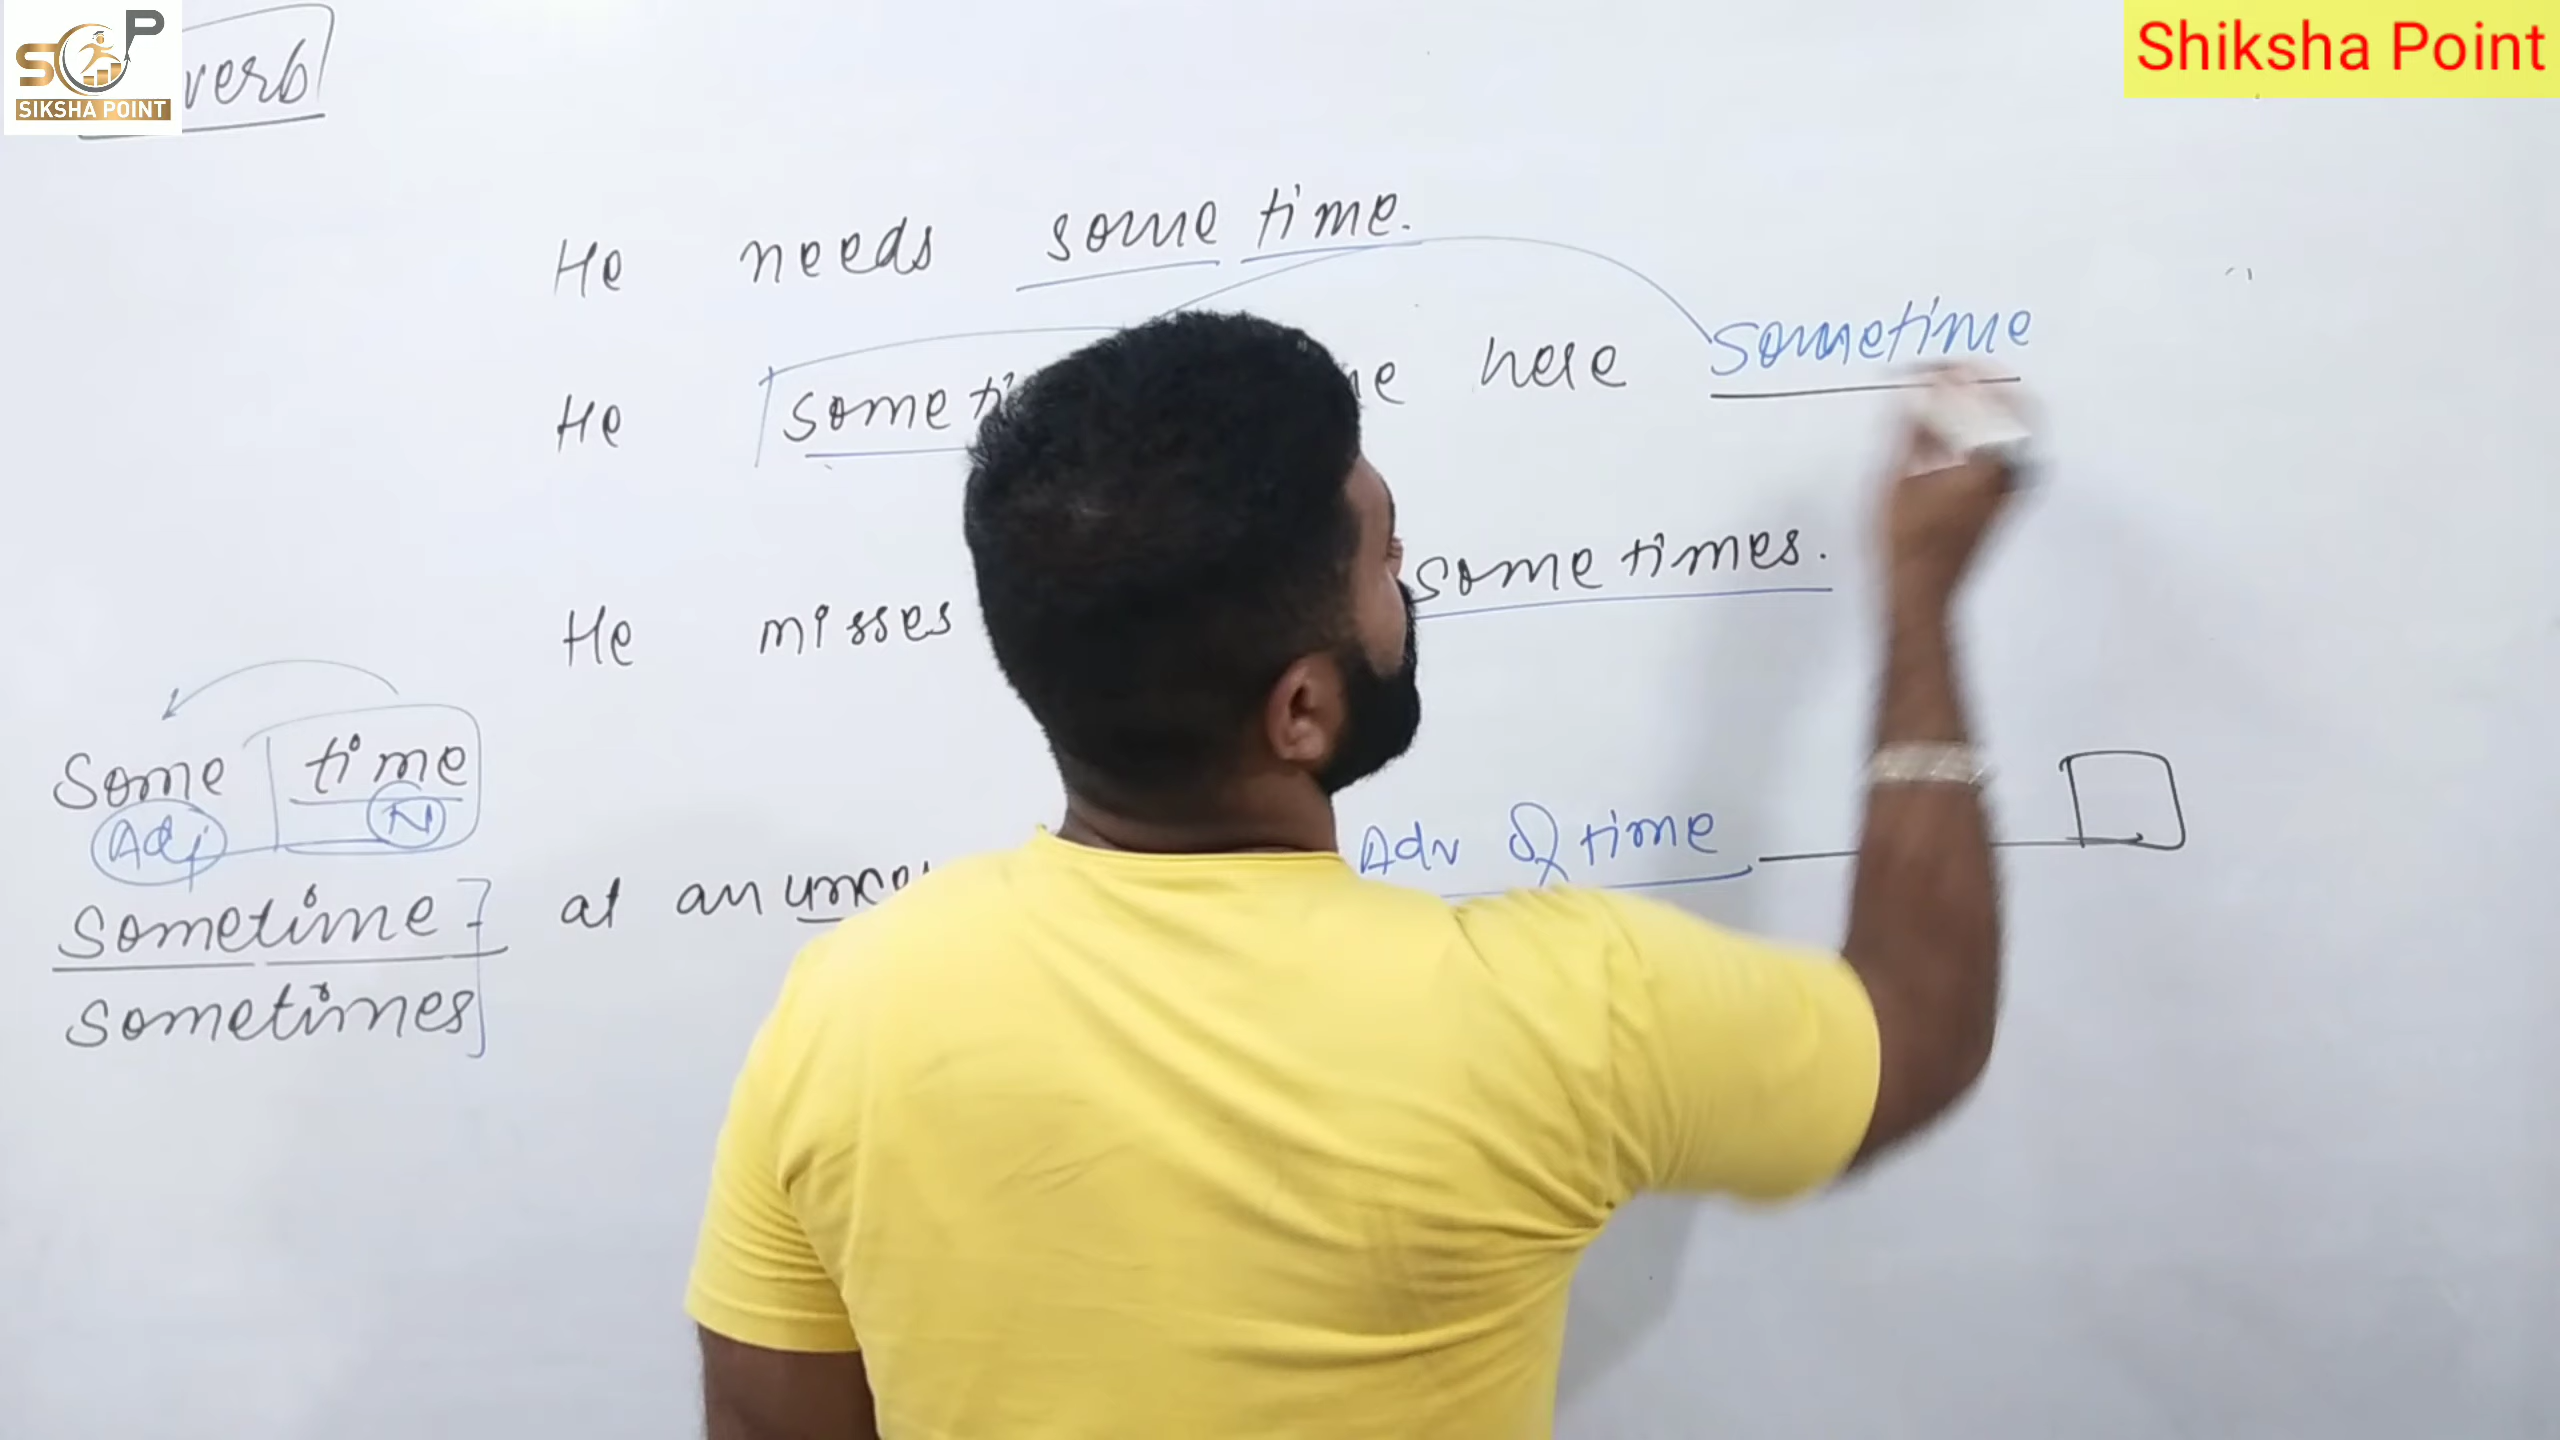 SOP
SIKSHA POINT
Shiksha Point
verb
He needs some time.
He here sometime
He misses sometimes.
Some time
Adj N
Sometime at an Adv of time
Sometimes